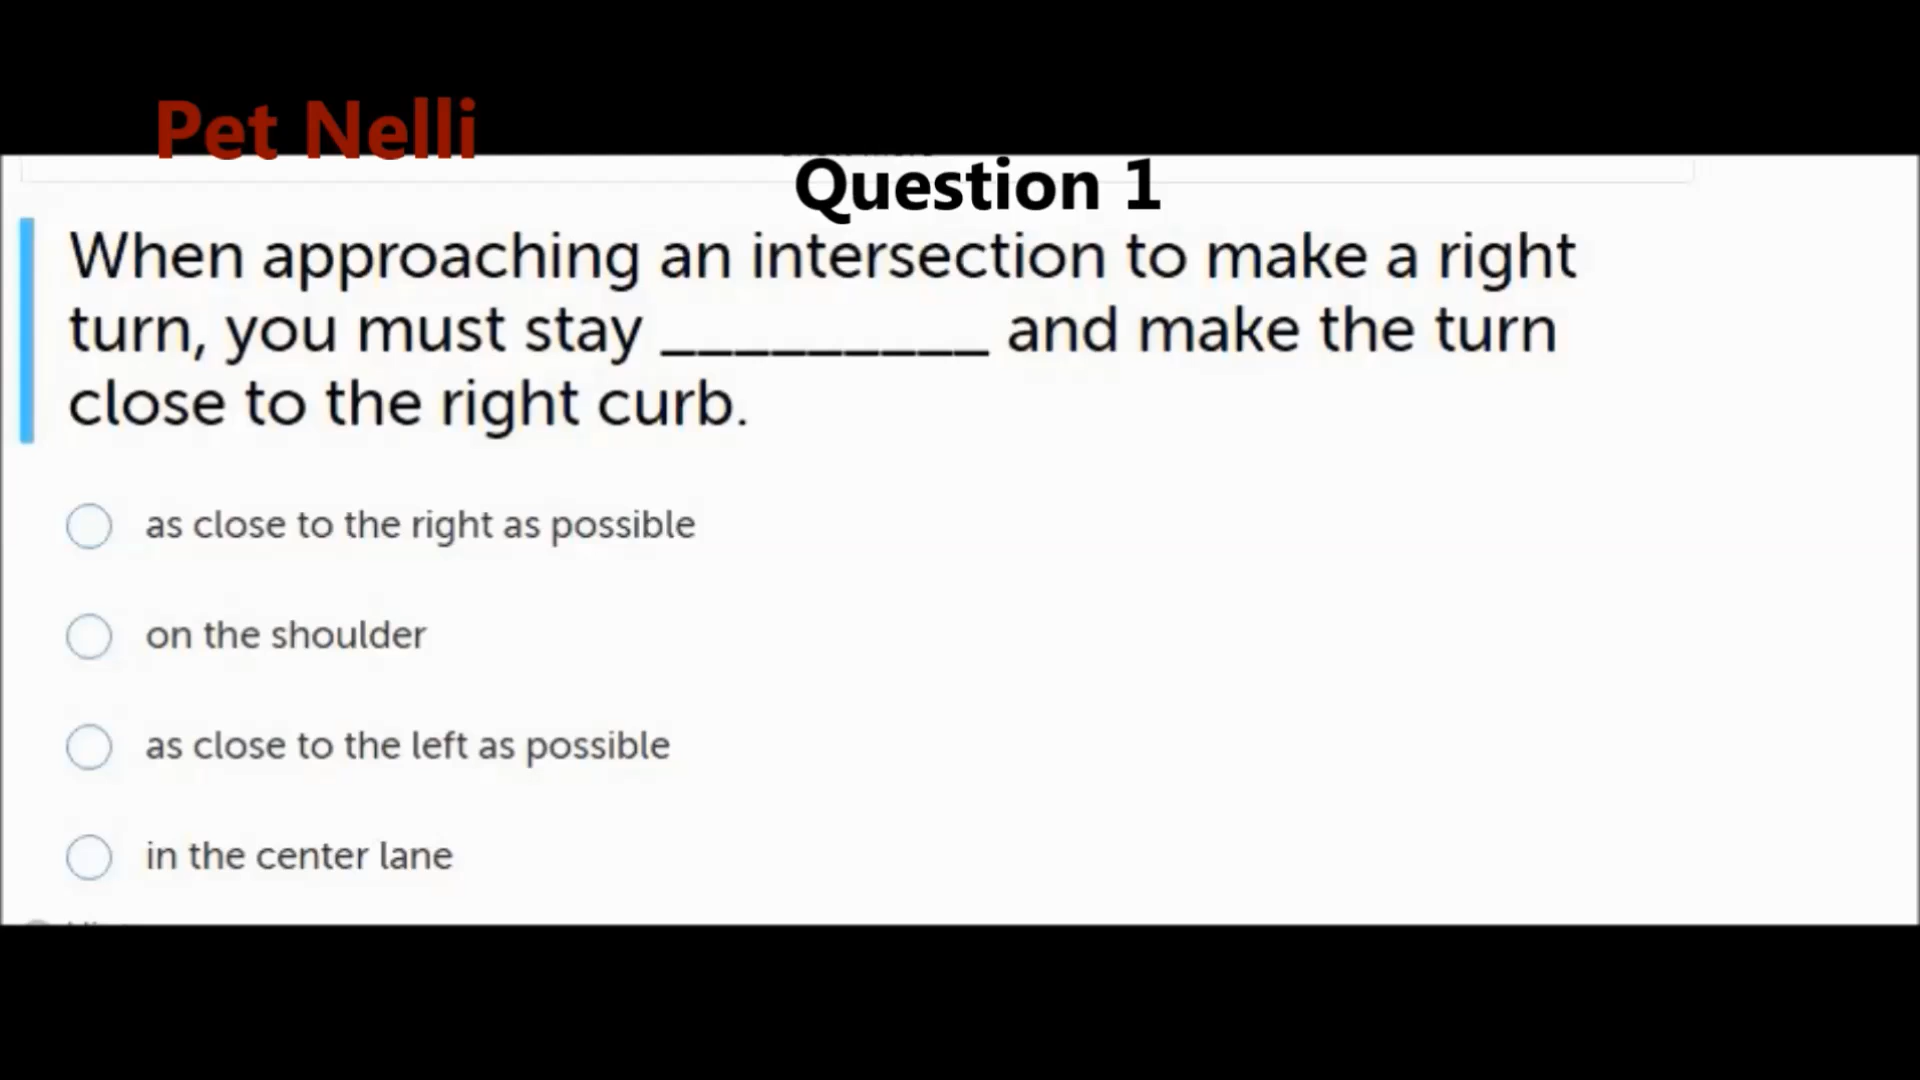 Pet Nelli
Question 1
When approaching an intersection to make a right
turn, you must stay _________ and make the turn
close to the right curb.
as close to the right as possible
on the shoulder
as close to the left as possible
in the center lane